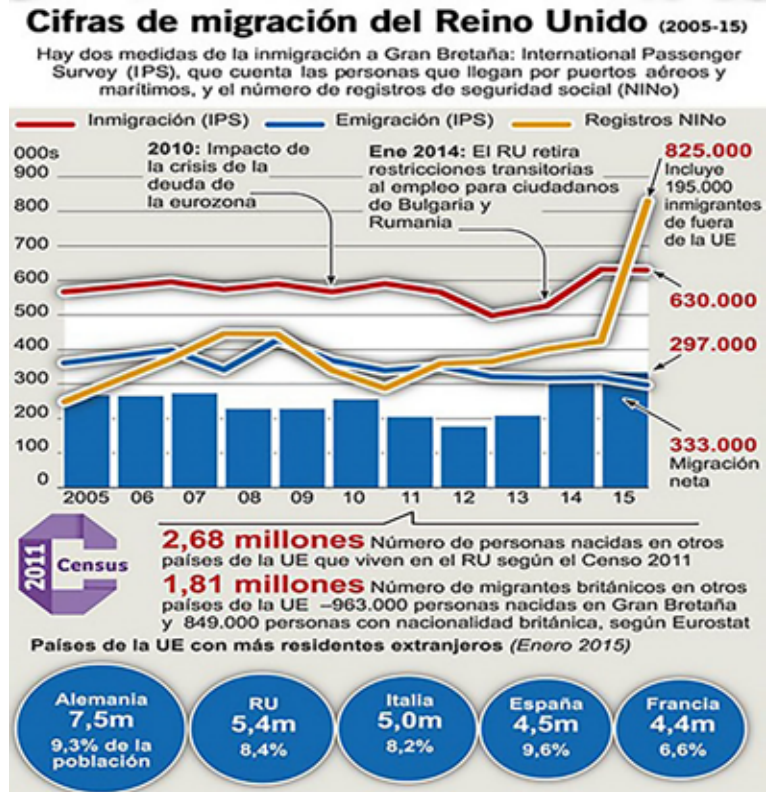 Cifras de migración del Reino Unido (2005-15)
Hay dos medidas de la inmigración a Gran Bretaña: International Passenger
Survey (IPS), que cuenta las personas que llegan por puertos aéreos y
marítimos, y el número de registros de seguridad social (NINo)
Inmigración (IPS) Emigración (IPS) Registros NINo
000s
2010: Impacto de
la crisis de la
deuda de
la eurozona
Ene 2014: El RU retira
restricciones transitorias
al empleo para ciudadanos
de Bulgaria y
Rumania
825.000
Incluye
195.000
inmigrantes
de fuera
de la UE
900
800
700
600
500
400
300
200
100
0
630.000
297.000
333.000
Migración
neta
2005 06 07 08 09 10 11 12 13 14 15
2011 Census
2,68 millones Número de personas nacidas en otros
países de la UE que viven en el RU según el Censo 2011
1,81 millones Número de migrantes británicos en otros
países de la UE –963.000 personas nacidas en Gran Bretaña
y 849.000 personas con nacionalidad británica, según Eurostat
Países de la UE con más residentes extranjeros (Enero 2015)
Alemania
7,5m
9,3% de la
población
RU
5,4m
8,4%
Italia
5,0m
8,2%
España
4,5m
9,6%
Francia
4,4m
6,6%